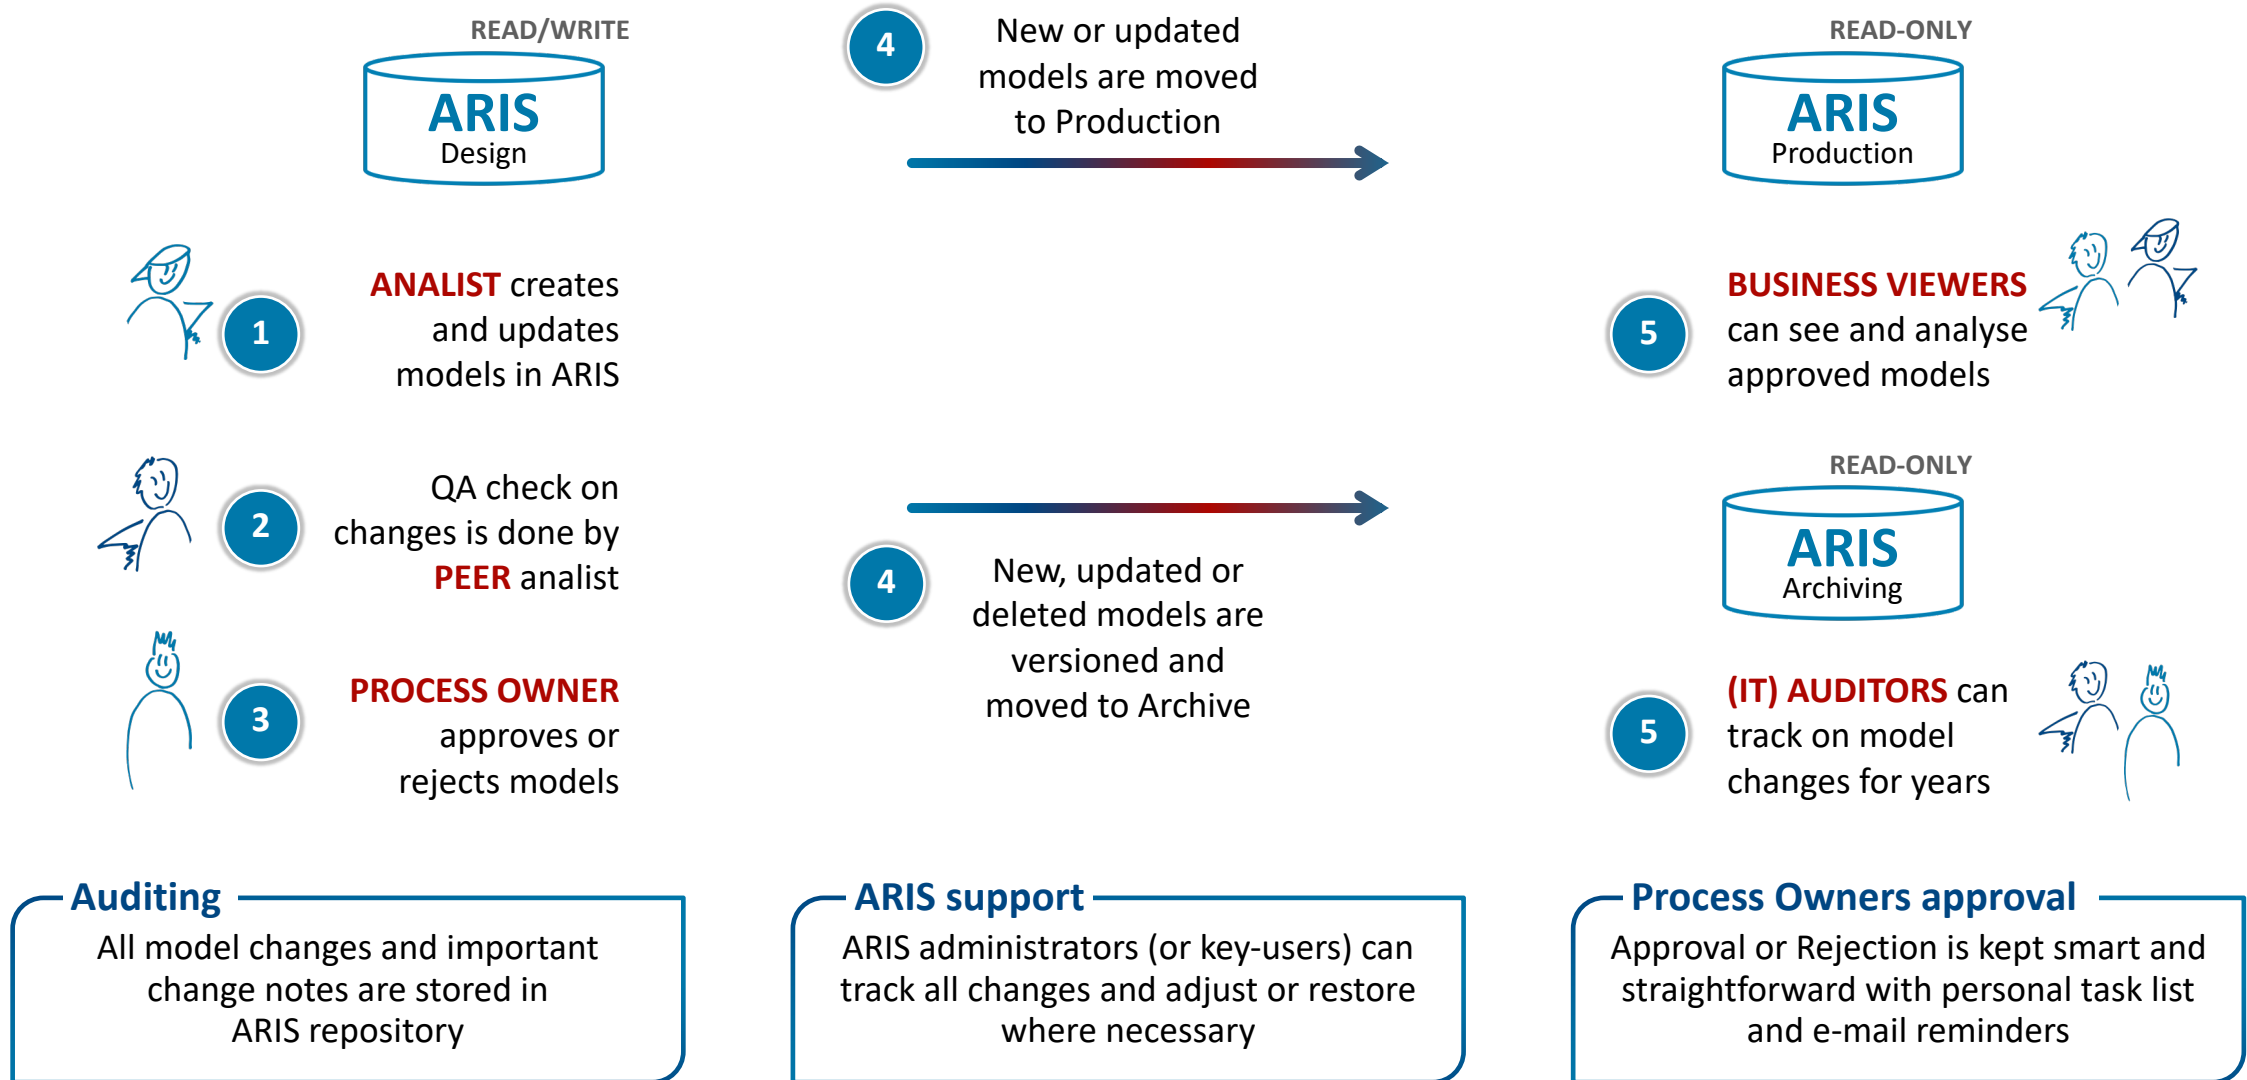 READ/WRITE
ARIS
Design
4
New or updated
models are moved
to Production
READ-ONLY
ARIS
Production
1
ANALIST creates
and updates
models in ARIS
5
BUSINESS VIEWERS
can see and analyse
approved models
2
QA check on
changes is done by
PEER analist
4
New, updated or
deleted models are
versioned and
moved to Archive
READ-ONLY
ARIS
Archiving
3
PROCESS OWNER
approves or
rejects models
5
(IT) AUDITORS can
track on model
changes for years
Auditing
All model changes and important
change notes are stored in
ARIS repository
ARIS support
ARIS administrators (or key-users) can
track all changes and adjust or restore
where necessary
Process Owners approval
Approval or Rejection is kept smart and
straightforward with personal task list
and e-mail reminders